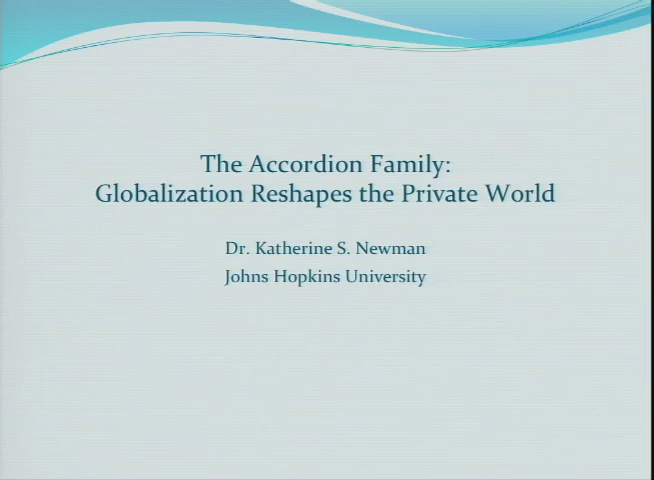 The Accordion Family:
Globalization Reshapes the Private World
Dr. Katherine S. Newman
Johns Hopkins University